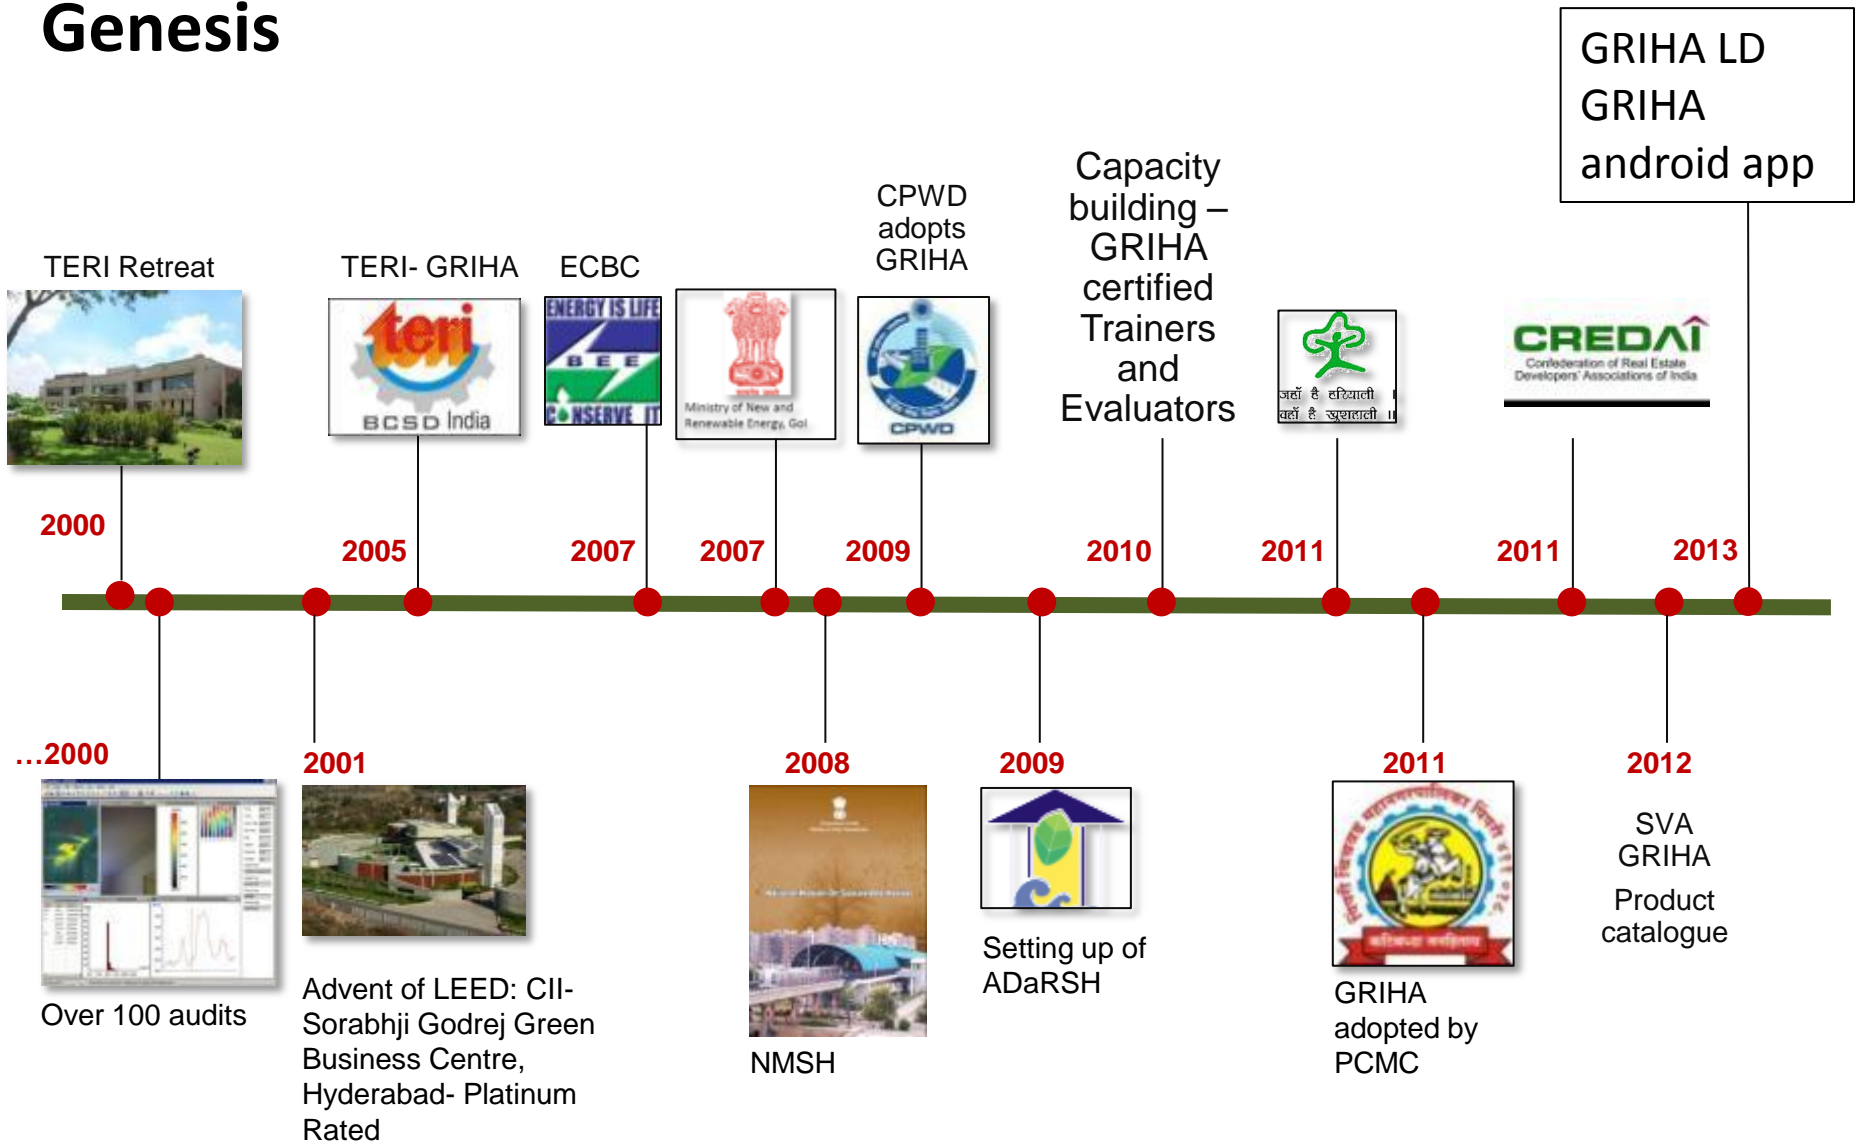 Genesis
GRIHA LD
GRIHA
android app
TERI Retreat
TERI- GRIHA
ECBC
CPWD
adopts
GRIHA
Capacity
building –
GRIHA
certified
Trainers
and
Evaluators
teri
BCSD India
ENERGY IS LIFE
BEE
CONSERVE IT
Ministry of New and
Renewable Energy, GoI
CPWD
जहाँ है हरियाली ।
वहाँ है खुशहाली ॥
CREDAI
Confederation of Real Estate
Developers' Associations of India
2000
2005
2007
2007
2009
2010
2011
2011
2013
...2000
2001
2008
2009
2011
2012
Over 100 audits
Advent of LEED: CII-
Sorabhji Godrej Green
Business Centre,
Hyderabad- Platinum
Rated
NMSH
Setting up of
ADaRSH
GRIHA
adopted by
PCMC
SVA
GRIHA
Product
catalogue